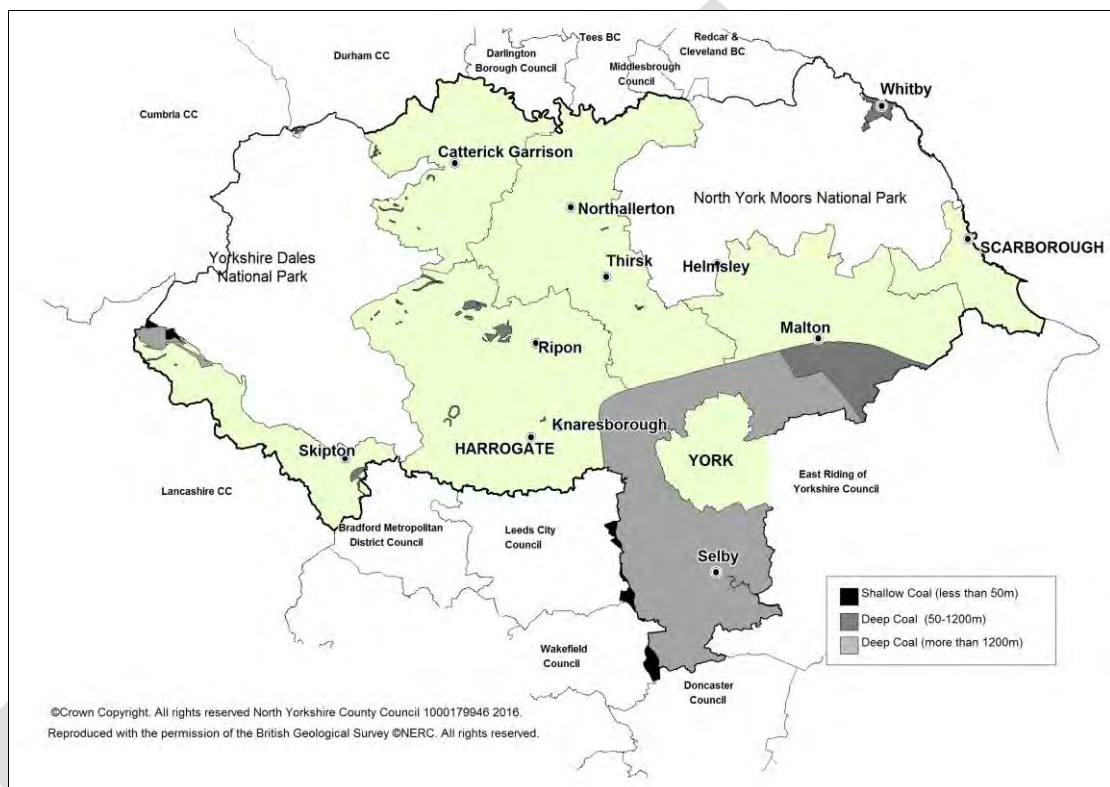 Tees BC
Redcar &
Cleveland BC
Durham CC
Darlington
Borough Council
Middlesbrough
Council
Whitby
Cumbria CC
Catterick Garrison
North York Moors National Park
Northallerton
SCARBOROUGH
Yorkshire Dales
National Park
Thirsk
Helmsley
Malton
Ripon
Knaresborough
HARROGATE
Skipton
YORK
East Riding of
Yorkshire Council
Lancashire CC
Bradford Metropolitan
District Council
Leeds City
Council
Selby
Shallow Coal (less than 50m)
Deep Coal (50-1200m)
Deep Coal (more than 1200m)
Wakefield
Council
Doncaster
Council
©Crown Copyright. All rights reserved North Yorkshire County Council 1000179946 2016.
Reproduced with the permission of the British Geological Survey ©NERC. All rights reserved.